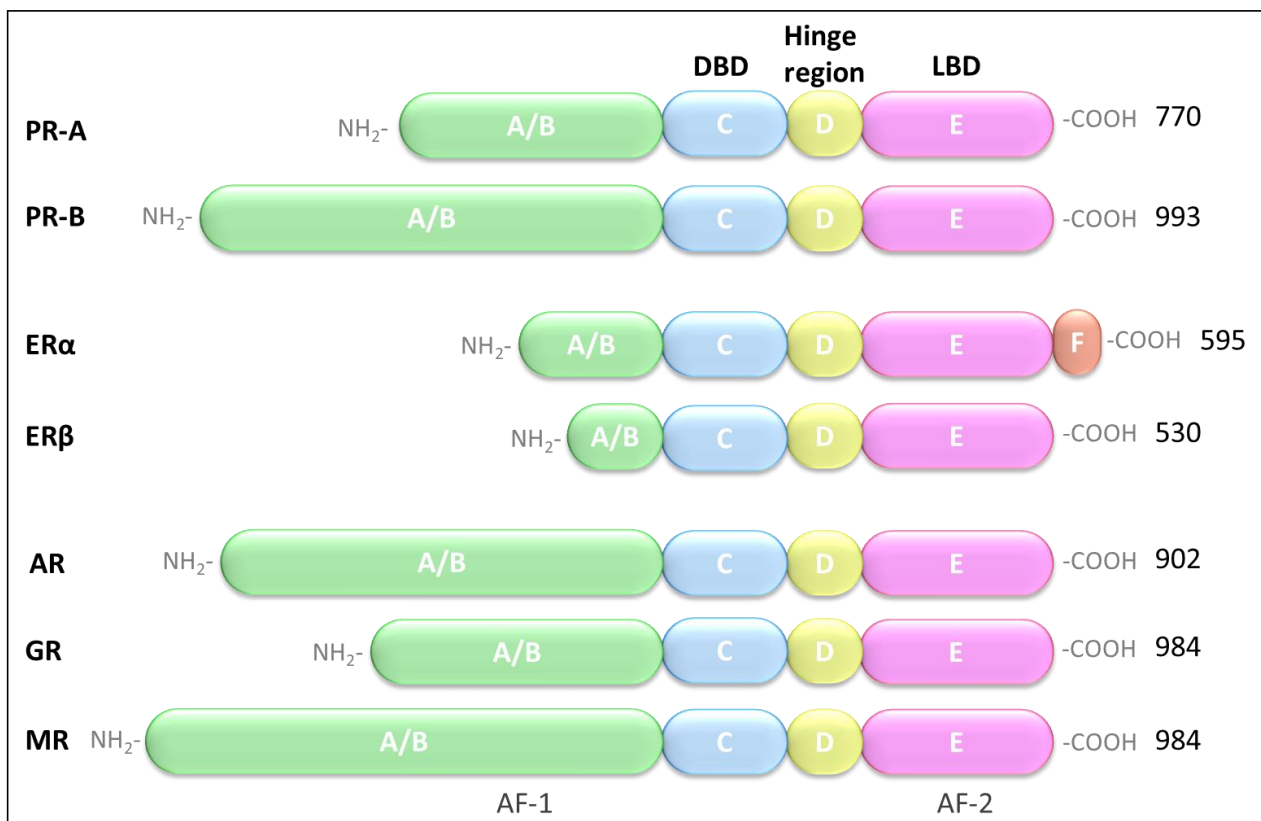 DBD Hinge region LBD
PR-A NH₂- A/B C D E -COOH 770
PR-B NH₂- A/B C D E -COOH 993
ERα NH₂- A/B C D E F -COOH 595
ERβ NH₂- A/B C D E -COOH 530
AR NH₂- A/B C D E -COOH 902
GR NH₂- A/B C D E -COOH 984
MR NH₂- A/B C D E -COOH 984
AF-1 AF-2